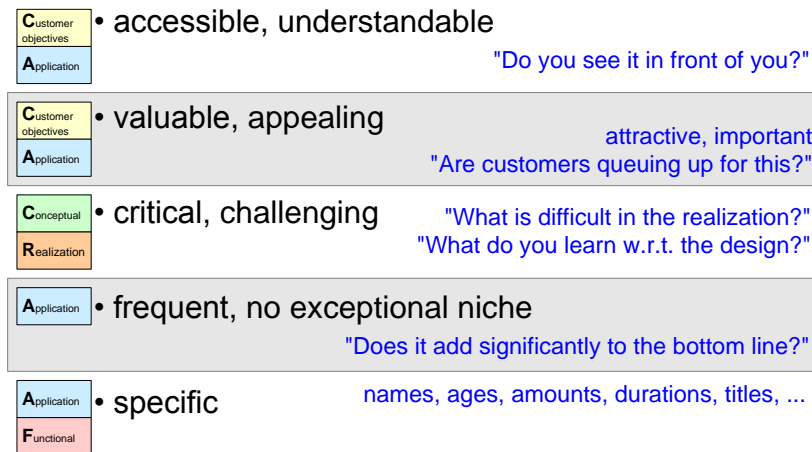 Customer
objectives
Application
• accessible, understandable
"Do you see it in front of you?"
Customer
objectives
Application
• valuable, appealing
attractive, important
"Are customers queuing up for this?"
Conceptual
Realization
• critical, challenging
"What is difficult in the realization?"
"What do you learn w.r.t. the design?"
Application
• frequent, no exceptional niche
"Does it add significantly to the bottom line?"
Application
Functional
• specific
names, ages, amounts, durations, titles, ...